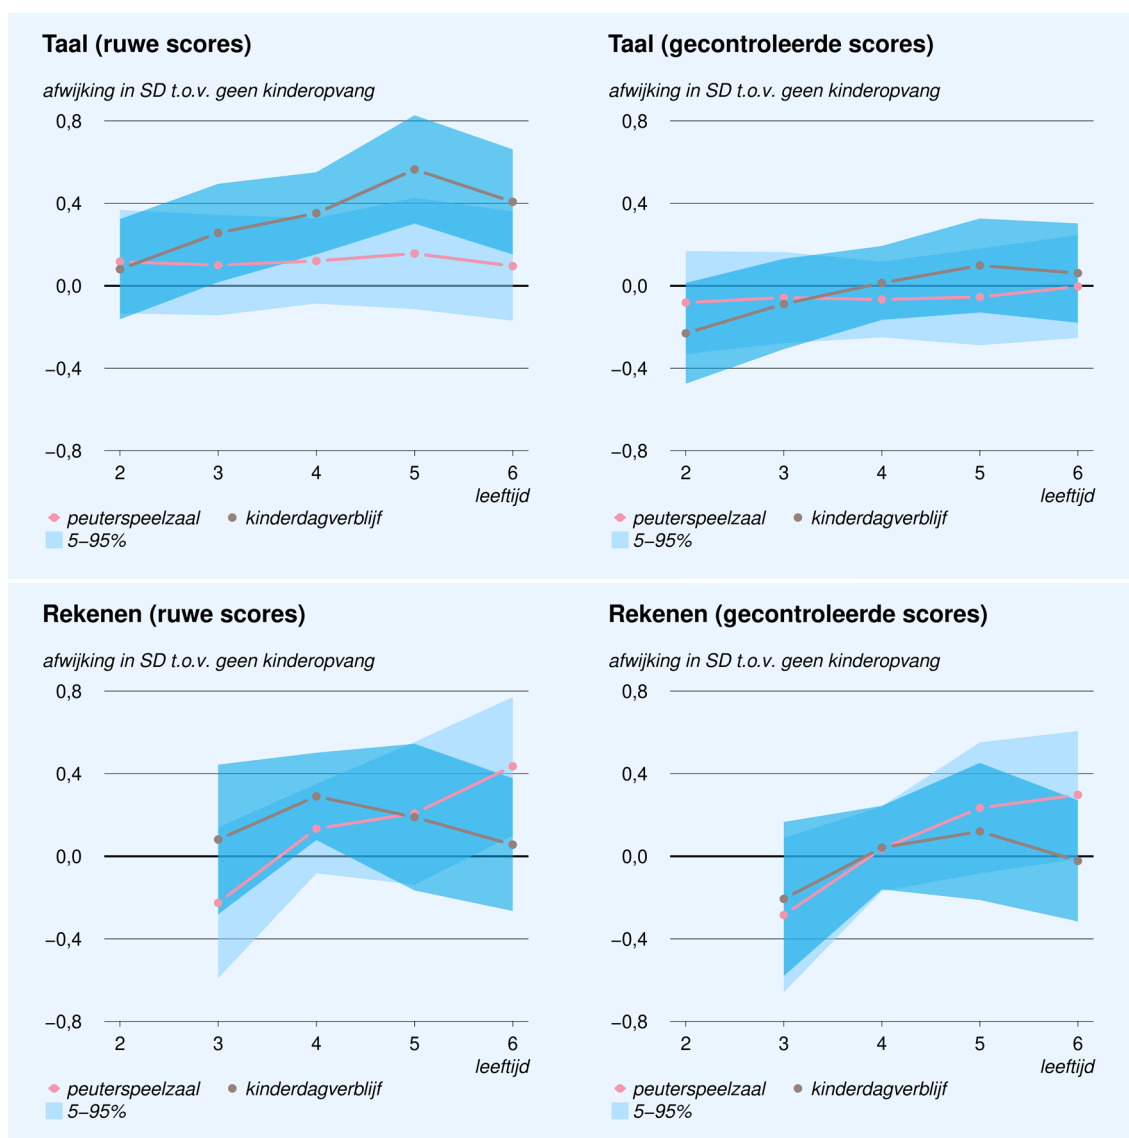 Taal (ruwe scores)
afwijking in SD t.o.v. geen kinderopvang
0,8
0,4
0,0
−0,4
−0,8
2 3 4 5 6
leeftijd
peuterspeelzaal kinderdagverblijf
5–95%
Taal (gecontroleerde scores)
afwijking in SD t.o.v. geen kinderopvang
0,8
0,4
0,0
−0,4
−0,8
2 3 4 5 6
leeftijd
peuterspeelzaal kinderdagverblijf
5–95%
Rekenen (ruwe scores)
afwijking in SD t.o.v. geen kinderopvang
0,8
0,4
0,0
−0,4
−0,8
2 3 4 5 6
leeftijd
peuterspeelzaal kinderdagverblijf
5–95%
Rekenen (gecontroleerde scores)
afwijking in SD t.o.v. geen kinderopvang
0,8
0,4
0,0
−0,4
−0,8
2 3 4 5 6
leeftijd
peuterspeelzaal kinderdagverblijf
5–95%